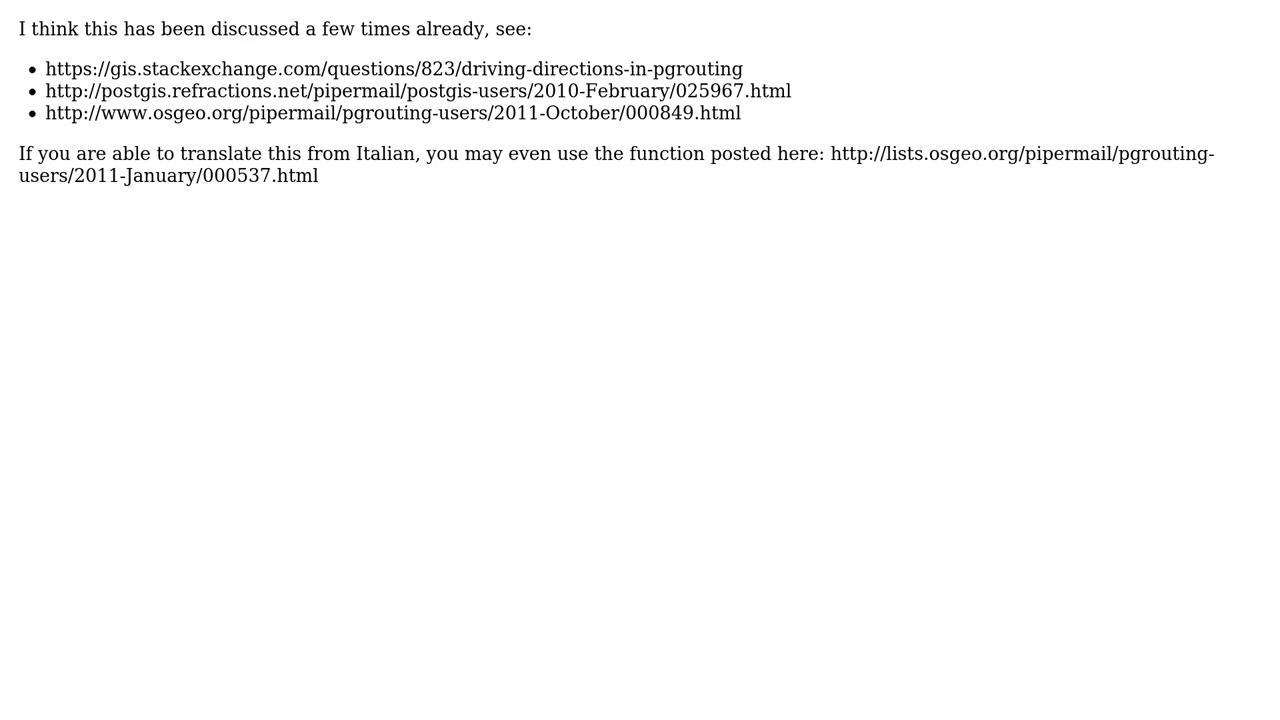 I think this has been discussed a few times already, see:
• https://gis.stackexchange.com/questions/823/driving-directions-in-pgrouting
• http://postgis.refractions.net/pipermail/postgis-users/2010-February/025967.html
• http://www.osgeo.org/pipermail/pgrouting-users/2011-October/000849.html
If you are able to translate this from Italian, you may even use the function posted here: http://lists.osgeo.org/pipermail/pgrouting-
users/2011-January/000537.html